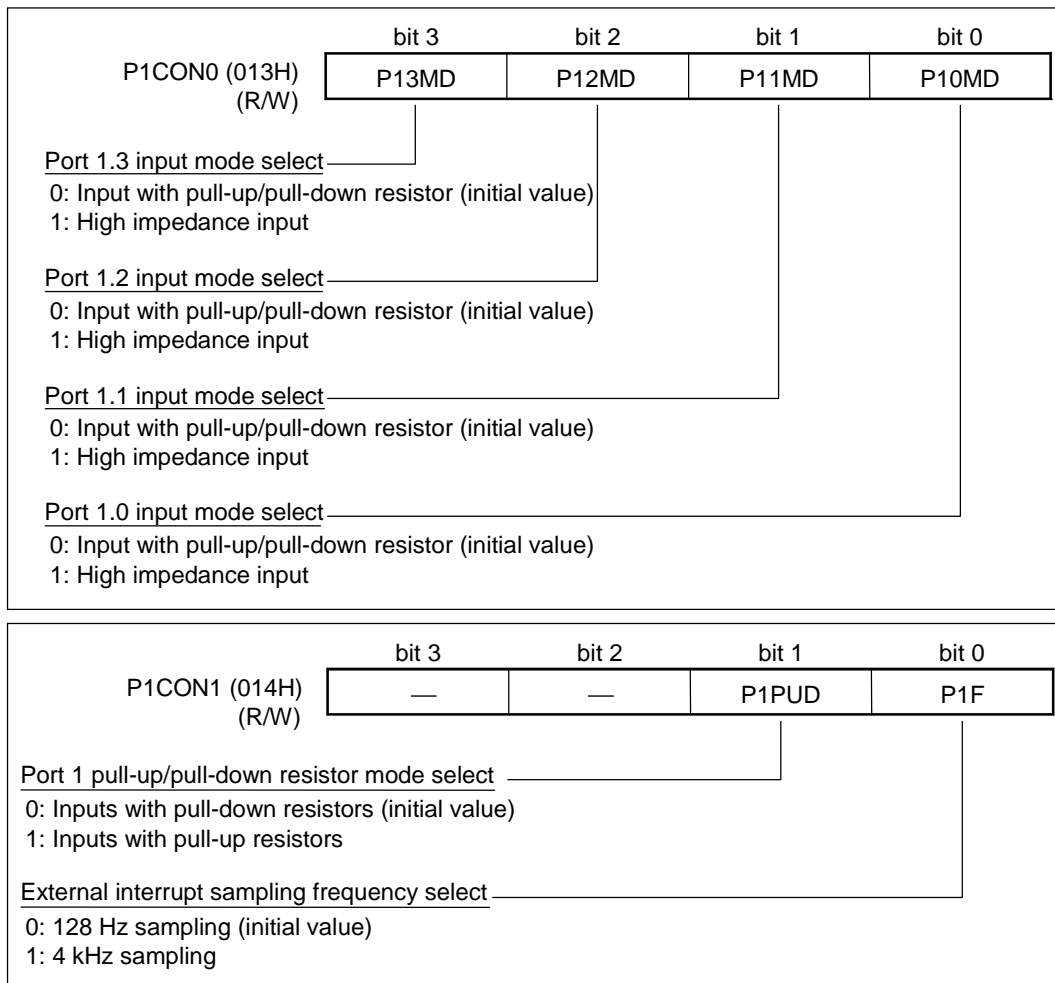 bit 3 bit 2 bit 1 bit 0
P1CON0 (013H) P13MD P12MD P11MD P10MD
(R/W)
Port 1.3 input mode select
0: Input with pull-up/pull-down resistor (initial value)
1: High impedance input
Port 1.2 input mode select
0: Input with pull-up/pull-down resistor (initial value)
1: High impedance input
Port 1.1 input mode select
0: Input with pull-up/pull-down resistor (initial value)
1: High impedance input
Port 1.0 input mode select
0: Input with pull-up/pull-down resistor (initial value)
1: High impedance input
bit 3 bit 2 bit 1 bit 0
P1CON1 (014H) — — P1PUD P1F
(R/W)
Port 1 pull-up/pull-down resistor mode select
0: Inputs with pull-down resistors (initial value)
1: Inputs with pull-up resistors
External interrupt sampling frequency select
0: 128 Hz sampling (initial value)
1: 4 kHz sampling